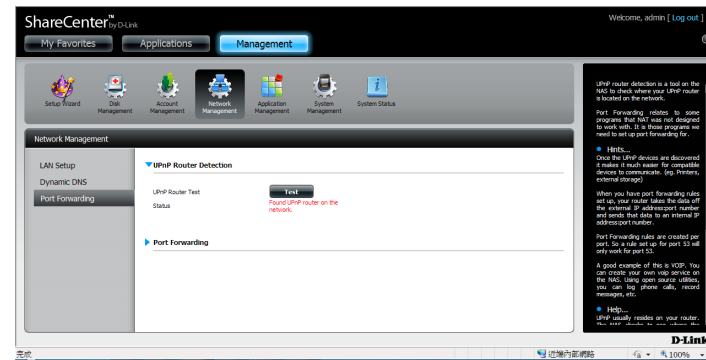 ShareCenter™ by D-Link
Welcome, admin [ Log out ]
My Favorites
Applications
Management
Setup Wizard
Disk
Management
Account
Management
Network
Management
Application
Management
System
Management
System Status
Network Management
LAN Setup
Dynamic DNS
Port Forwarding
UPnP Router Detection
UPnP Router Test
Test
Status
Found UPnP router on the
network.
Port Forwarding
UPnP router detection is a tool on the
NAS to check where your UPnP router
is located on the network.
Port Forwarding relates to some
programs that NAT was not designed
to work with. It is those programs we
need to set up port forwarding for.
Hints...
Once the UPnP devices are discovered
it makes it much easier for compatible
devices to communicate. (eg. Printers,
external storage)
When you have port forwarding rules
set up, your router takes the data off
the external IP address:port number
and sends that data to an internal IP
address:port number.
Port Forwarding rules are created per
port. So a rule set up for port 53 will
only work for port 53.
A good example of this is VOIP. You
can create your own voip service on
the NAS. Using open source utilities,
you can log phone calls, record
messages, etc.
Help...
UPnP usually resides on your router.
D-Link
完成
近端內部網路
100%